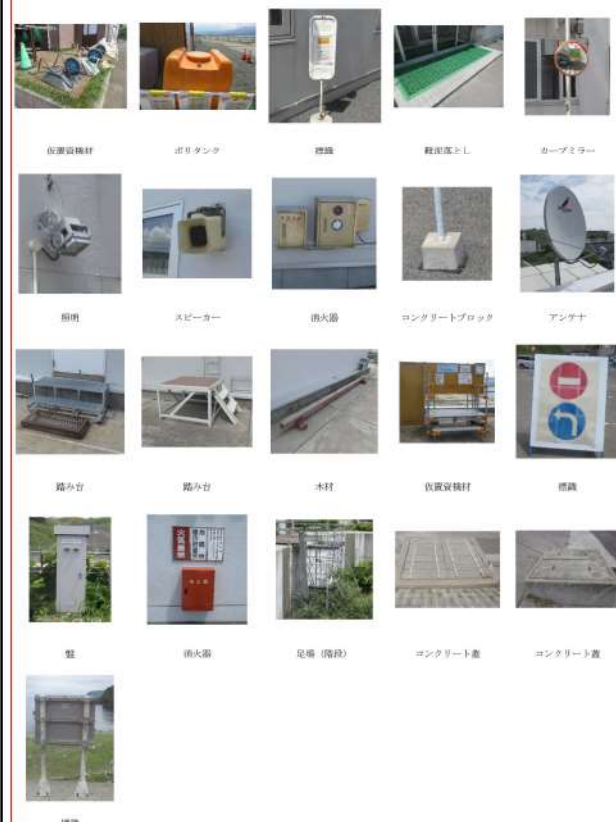 仮置資機材
ポリタンク
標識
靴泥落とし
カーブミラー
照明
スピーカー
消火器
コンクリートブロック
アンテナ
踏み台
踏み台
木材
仮置資機材
標識
盤
火気厳禁
消火器
足場（階段）
コンクリート蓋
コンクリート蓋
標識